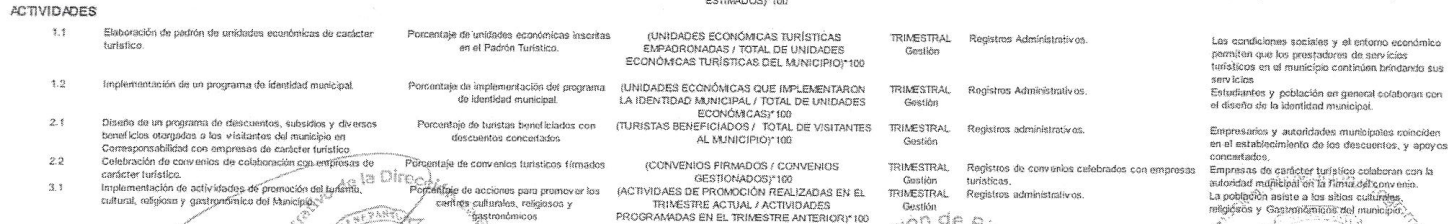 ESTIMADOS)*100
ACTIVIDADES
1.1 Elaboración de padrón de unidades económicas de carácter turístico. Porcentaje de unidades económicas inscritas en el Padrón Turístico. (UNIDADES ECONÓMICAS TURÍSTICAS EMPADRONADAS / TOTAL DE UNIDADES ECONÓMICAS TURÍSTICAS DEL MUNICIPIO)*100 TRIMESTRAL Gestión Registros Administrativos. Las condiciones sociales y el entorno económico permiten que los prestadores de servicios turísticos en el municipio continúen brindando sus servicios
1.2 Implementación de un programa de identidad municipal. Porcentaje de implementación del programa de identidad municipal. (UNIDADES ECONÓMICAS QUE IMPLEMENTARON LA IDENTIDAD MUNICIPAL / TOTAL DE UNIDADES ECONÓMICAS)*100 TRIMESTRAL Gestión Registros Administrativos. Estudiantes y población en general colaboran con el diseño de la identidad municipal.
2.1 Diseño de un programa de descuentos, subsidios y diversos beneficios otorgados a los visitantes del municipio en Corresponsabilidad con empresas de carácter turístico. Porcentaje de turistas beneficiados con descuentos concertados (TURISTAS BENEFICIADOS / TOTAL DE VISITANTES AL MUNICIPIO)*100 TRIMESTRAL Gestión Registros administrativos. Empresarios y autoridades municipales coinciden en el establecimiento de los descuentos, y apoyos concertados.
2.2 Celebración de convenios de colaboración con empresas de carácter turístico. Porcentaje de convenios turísticos firmados (CONVENIOS FIRMADOS / CONVENIOS GESTIONADOS)*100 TRIMESTRAL Gestión Registros de convenios celebrados con empresas turísticas. Empresas de carácter turístico colaboran con la autoridad municipal en la firma del convenio.
3.1 Implementación de actividades de promoción del turismo, cultural, religioso y gastronómico del Municipio. Porcentaje de acciones para promover los centros culturales, religiosos y gastronómicos (ACTIVIDAES DE PROMOCIÓN REALIZADAS EN EL TRIMESTRE ACTUAL / ACTIVIDADES PROGRAMADAS EN EL TRIMESTRE ANTERIOR)*100 TRIMESTRAL Gestión Registros administrativos. La población asiste a los sitios culturales, religiosos y Gastronómicos del municipio.
de la